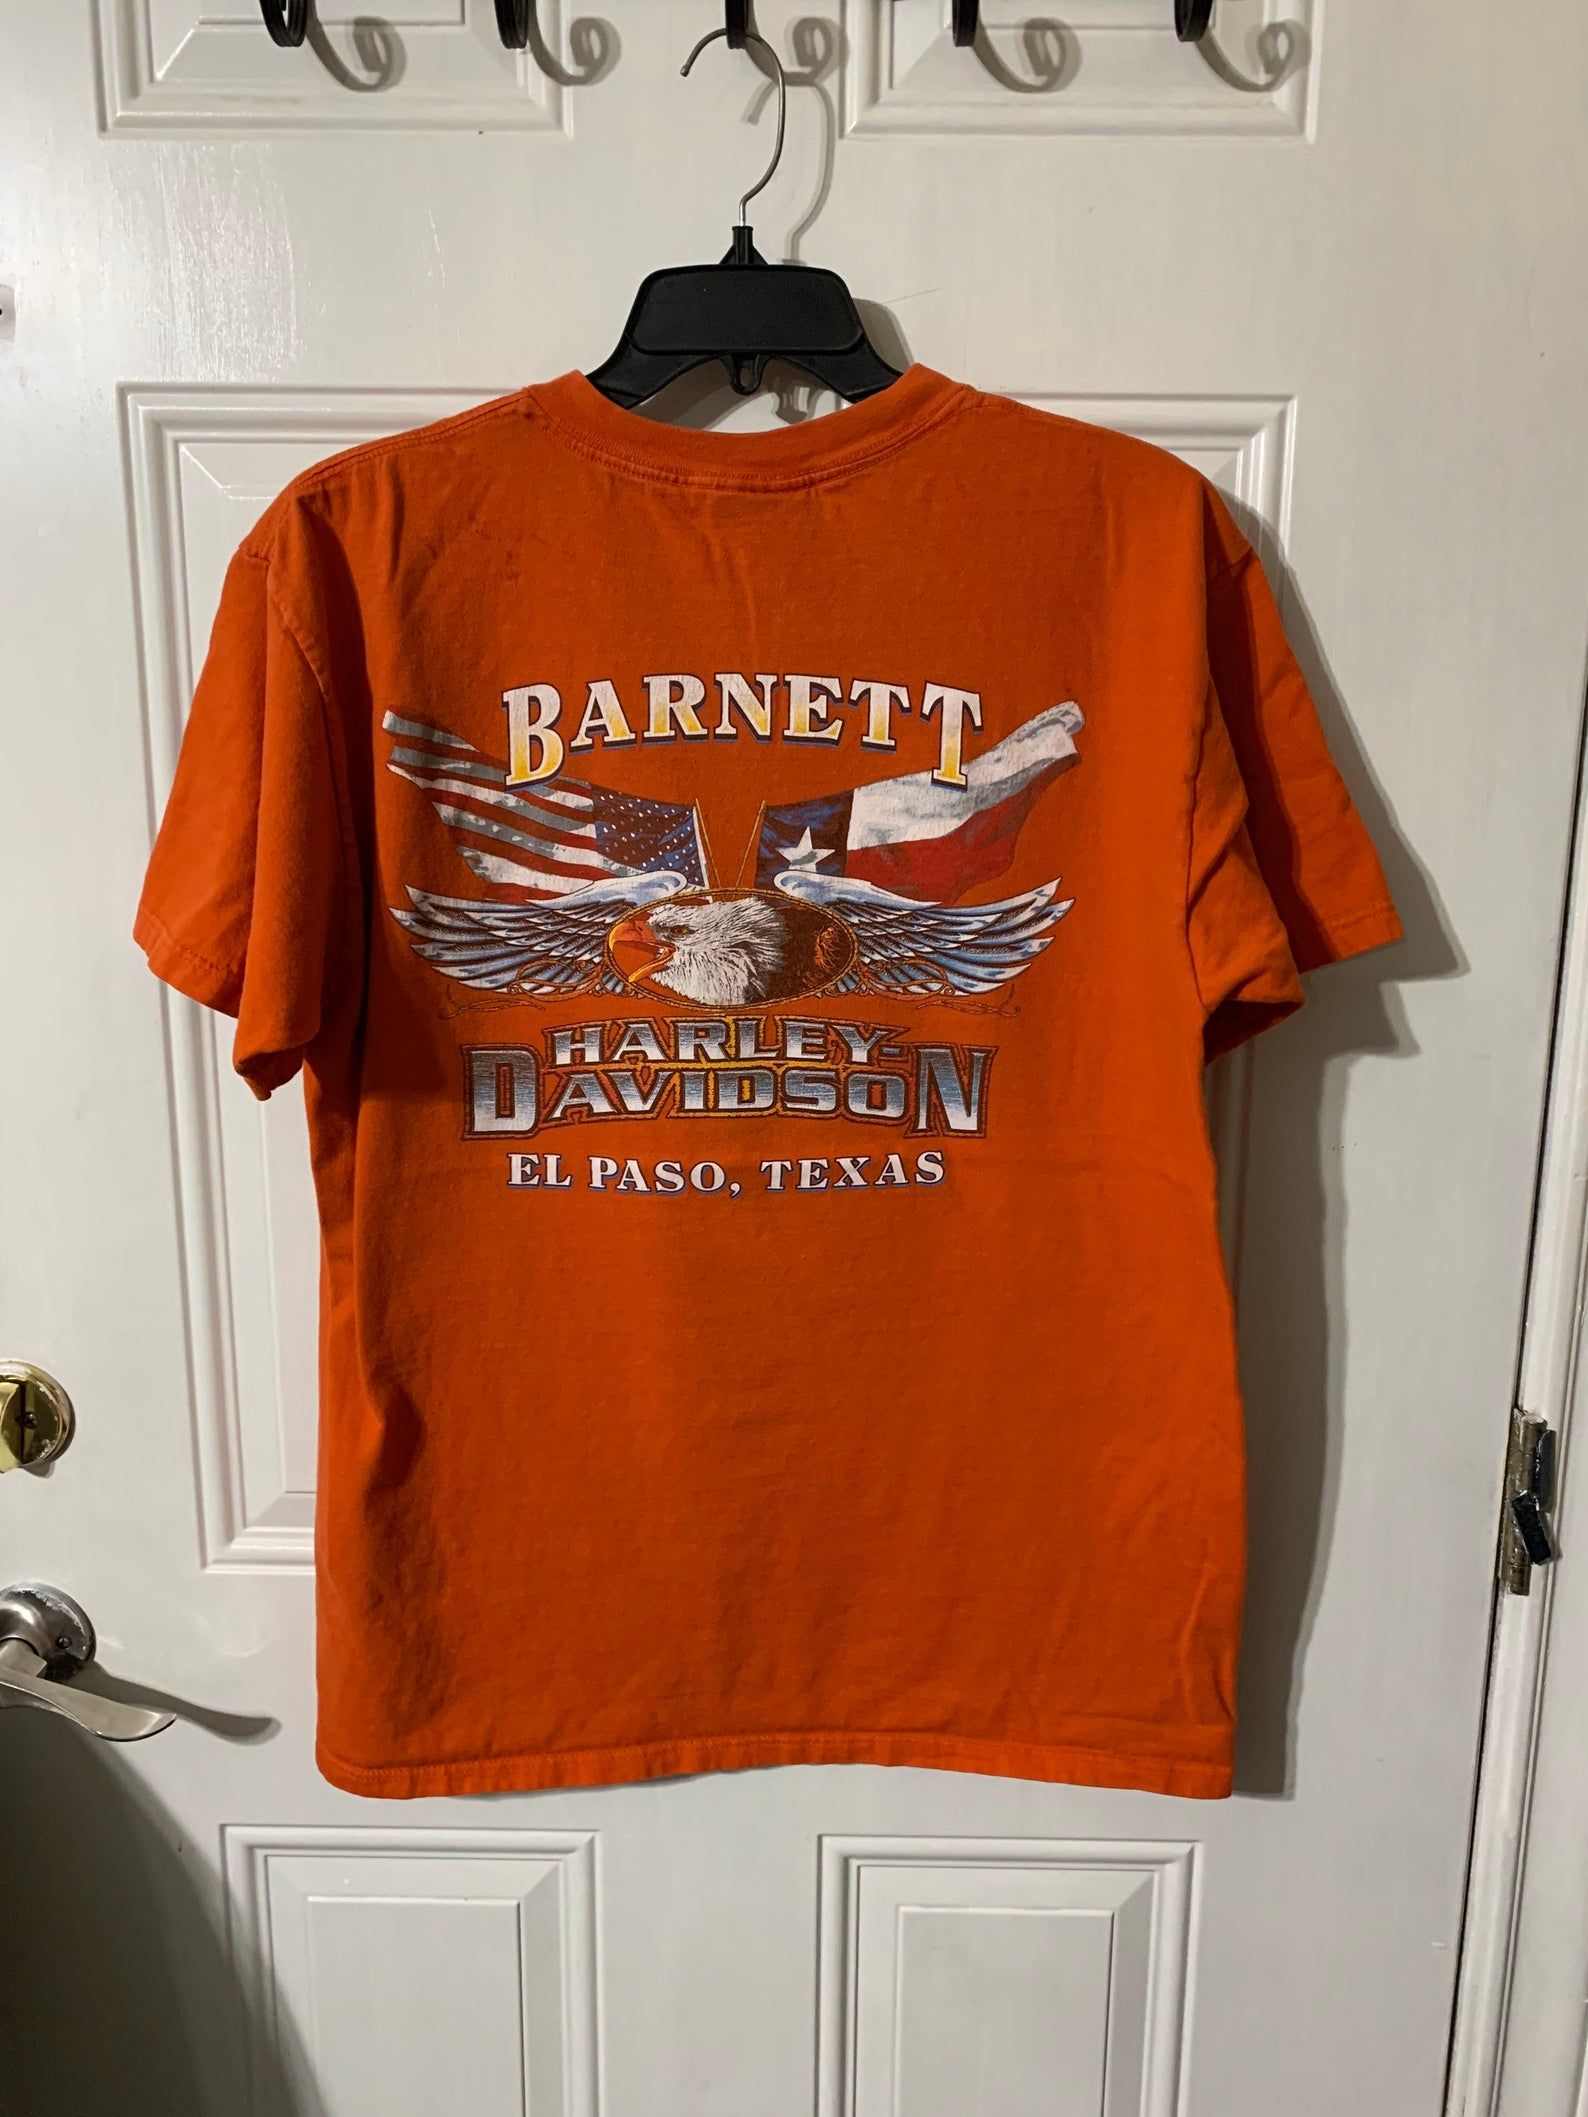 BARNETT
HARLEY-
DAVIDSON
EL PASO, TEXAS